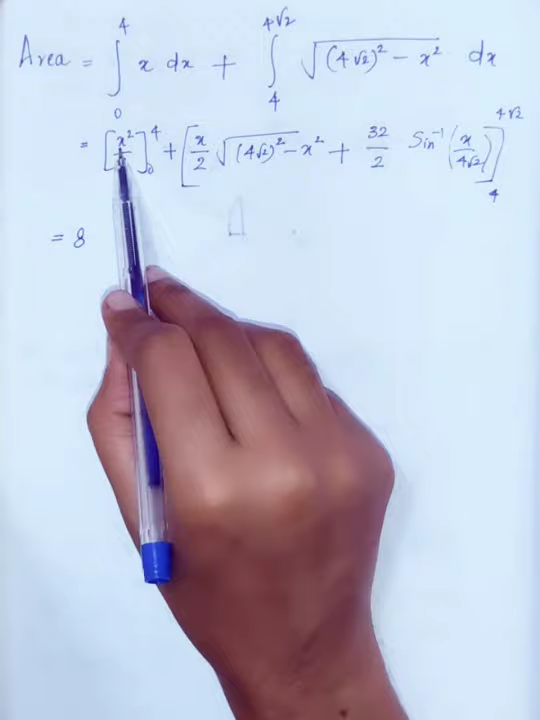 Area = ∫₀⁴ x dx + ∫₄^{4√2} √((4√2)² − x²) dx
= [x²/2]₀⁴ + [x/2 √((4√2)² − x²) + 32/2 Sin⁻¹(x/4√2)]₄^{4√2}
= 8